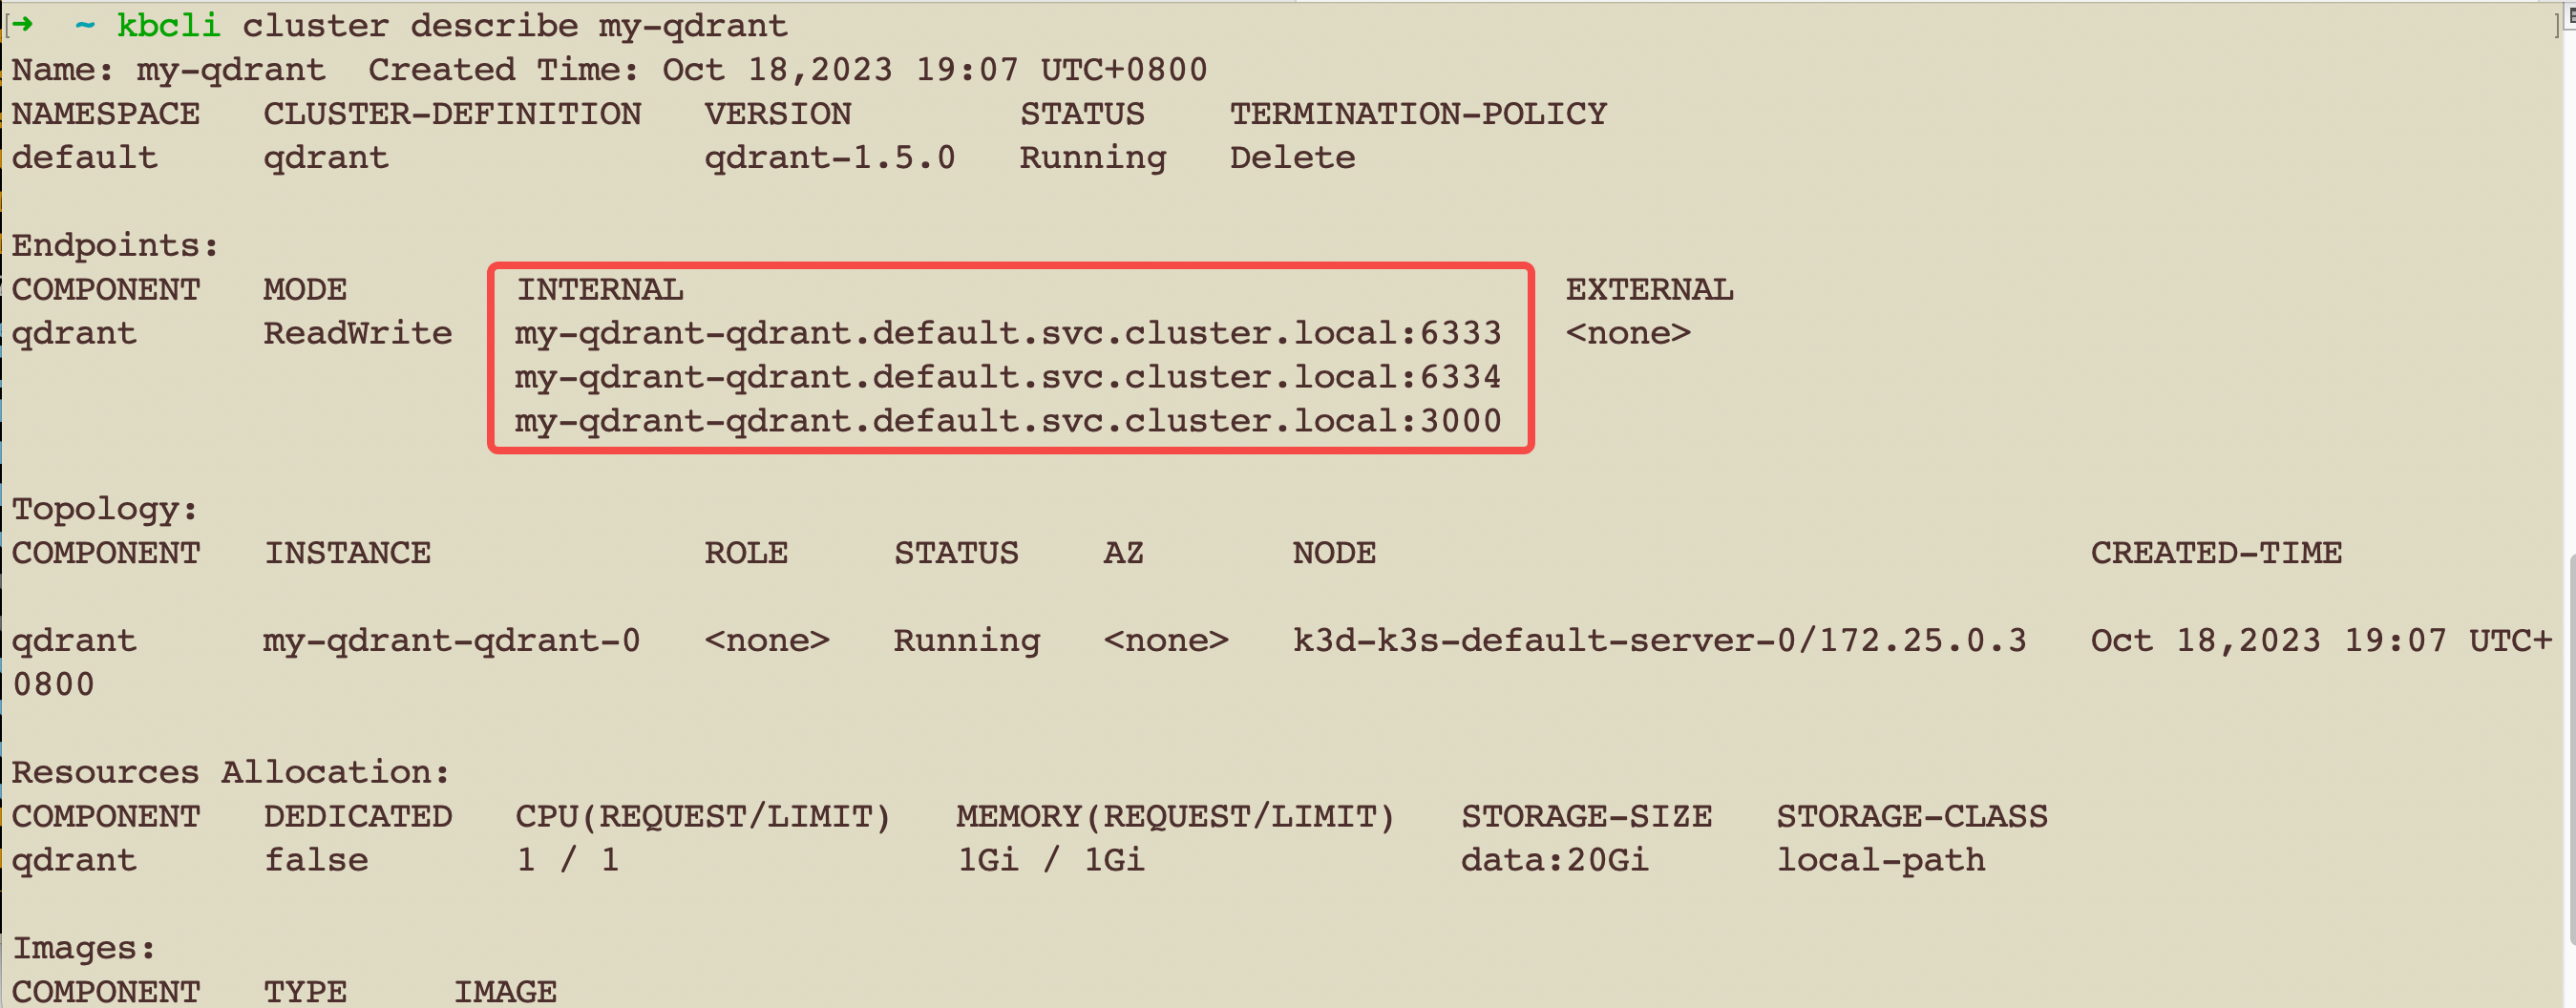 → ~ kbcli cluster describe my-qdrant
Name: my-qdrant  Created Time: Oct 18,2023 19:07 UTC+0800
NAMESPACE   CLUSTER-DEFINITION   VERSION        STATUS    TERMINATION-POLICY
default     qdrant               qdrant-1.5.0   Running   Delete
Endpoints:
COMPONENT   MODE        INTERNAL                                          EXTERNAL
qdrant      ReadWrite   my-qdrant-qdrant.default.svc.cluster.local:6333   <none>
my-qdrant-qdrant.default.svc.cluster.local:6334
my-qdrant-qdrant.default.svc.cluster.local:3000
Topology:
COMPONENT   INSTANCE             ROLE     STATUS    AZ       NODE                                  CREATED-TIME
qdrant      my-qdrant-qdrant-0   <none>   Running   <none>   k3d-k3s-default-server-0/172.25.0.3   Oct 18,2023 19:07 UTC+
0800
Resources Allocation:
COMPONENT   DEDICATED   CPU(REQUEST/LIMIT)   MEMORY(REQUEST/LIMIT)   STORAGE-SIZE   STORAGE-CLASS
qdrant      false       1 / 1                1Gi / 1Gi               data:20Gi      local-path
Images:
COMPONENT   TYPE     IMAGE